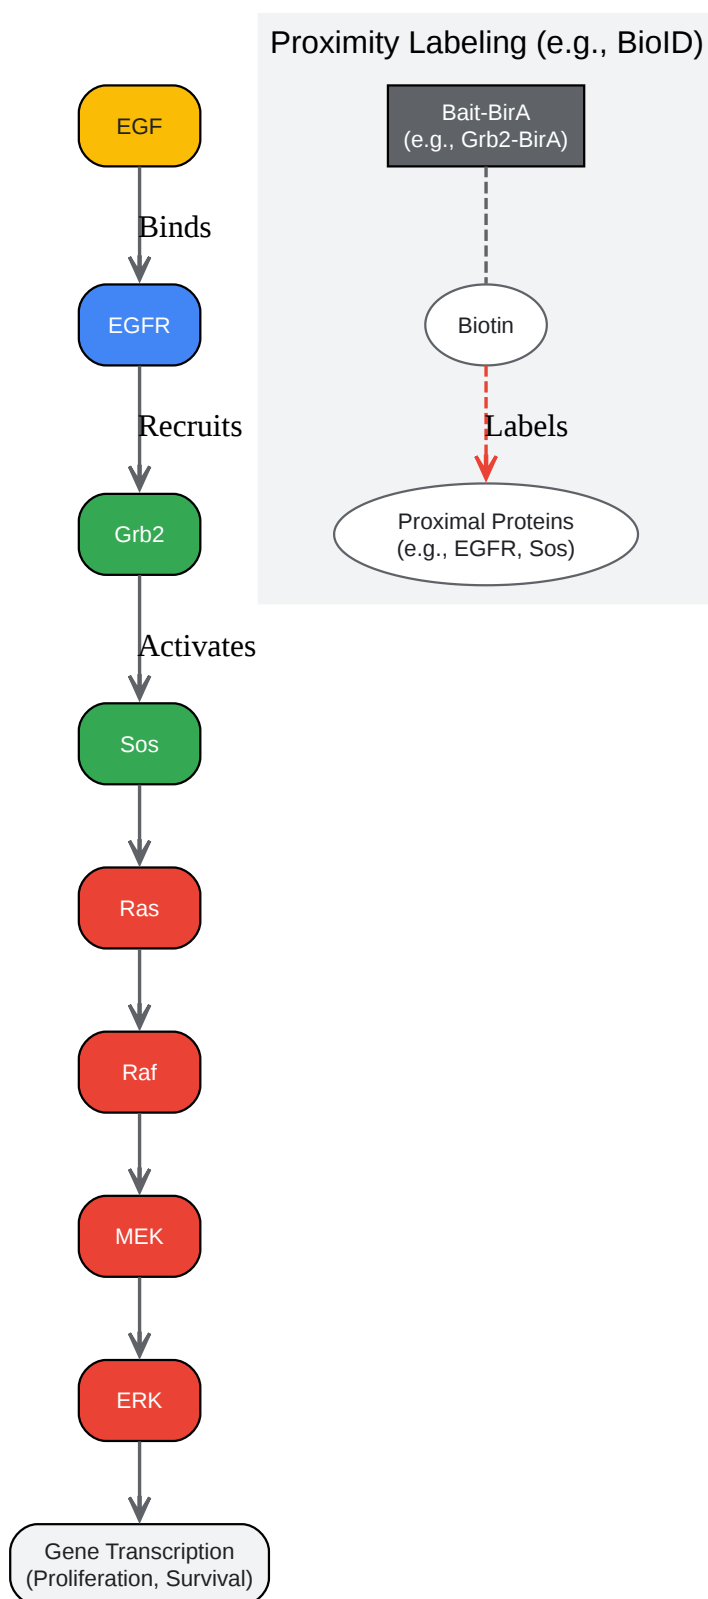 Proximity Labeling (e.g., BioID)
EGF
Bait-BirA
(e.g., Grb2-BirA)
Binds
EGFR
Biotin
Recruits
Labels
Grb2
Proximal Proteins
(e.g., EGFR, Sos)
Activates
Sos
Ras
Raf
MEK
ERK
Gene Transcription
(Proliferation, Survival)